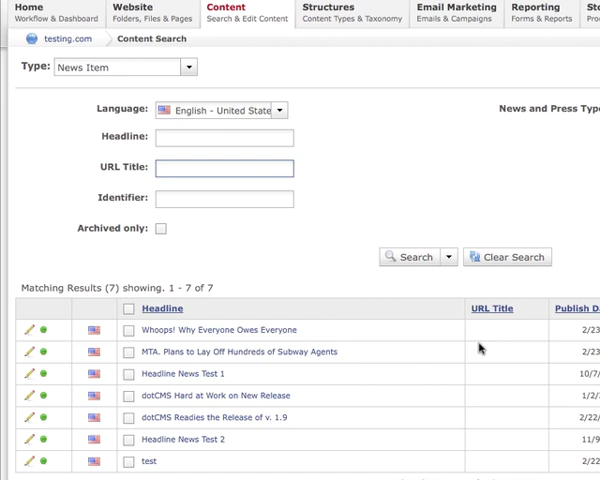 Home Website Content Structures Email Marketing Reporting
Workflow & Dashboard Folders, Files & Pages Search & Edit Content Content Types & Taxonomy Emails & Campaigns Forms & Reports
testing.com Content Search
Type: News Item
Language: English - United State News and Press Type
Headline:
URL Title:
Identifier:
Archived only:
Search Clear Search
Matching Results (7) showing. 1 - 7 of 7
Headline URL Title Publish Da
Whoops! Why Everyone Owes Everyone 2/23
MTA. Plans to Lay Off Hundreds of Subway Agents 2/23
Headline News Test 1 10/7/
dotCMS Hard at Work on New Release 1/2/
dotCMS Readies the Release of v. 1.9 2/22/
Headline News Test 2 11/9
test 2/22